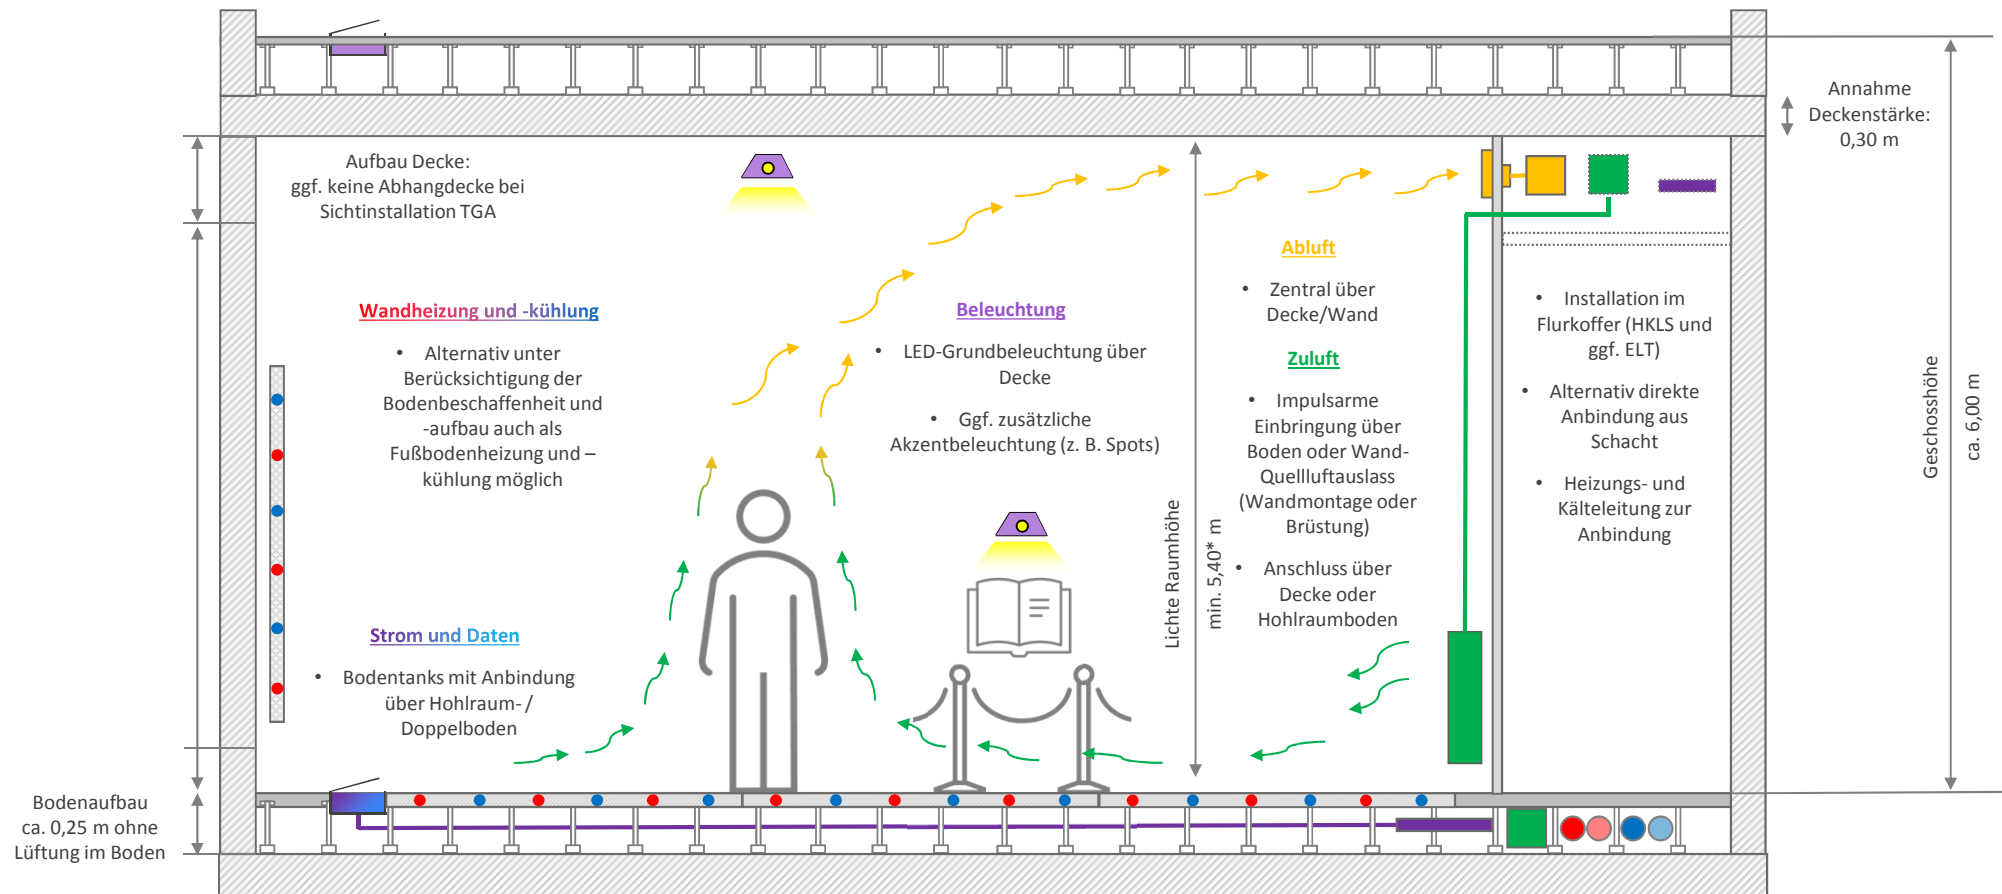 Annahme
Deckenstärke:
0,30 m
Aufbau Decke:
ggf. keine Abhangdecke bei
Sichtinstallation TGA
Wandheizung und -kühlung
• Alternativ unter
Berücksichtigung der
Bodenbeschaffenheit und
-aufbau auch als
Fußbodenheizung und –
kühlung möglich
Strom und Daten
• Bodentanks mit Anbindung
über Hohlraum- /
Doppelboden
Beleuchtung
• LED-Grundbeleuchtung über
Decke
• Ggf. zusätzliche
Akzentbeleuchtung (z. B. Spots)
Lichte Raumhöhe
min. 5,40* m
Abluft
• Zentral über
Decke/Wand
Zuluft
• Impulsarme
Einbringung über
Boden oder Wand-
Quellluftauslass
(Wandmontage oder
Brüstung)
• Anschluss über
Decke oder
Hohlraumboden
• Installation im
Flurkoffer (HKLS und
ggf. ELT)
• Alternativ direkte
Anbindung aus
Schacht
• Heizungs- und
Kälteleitung zur
Anbindung
Geschosshöhe
ca. 6,00 m
Bodenaufbau
ca. 0,25 m ohne
Lüftung im Boden